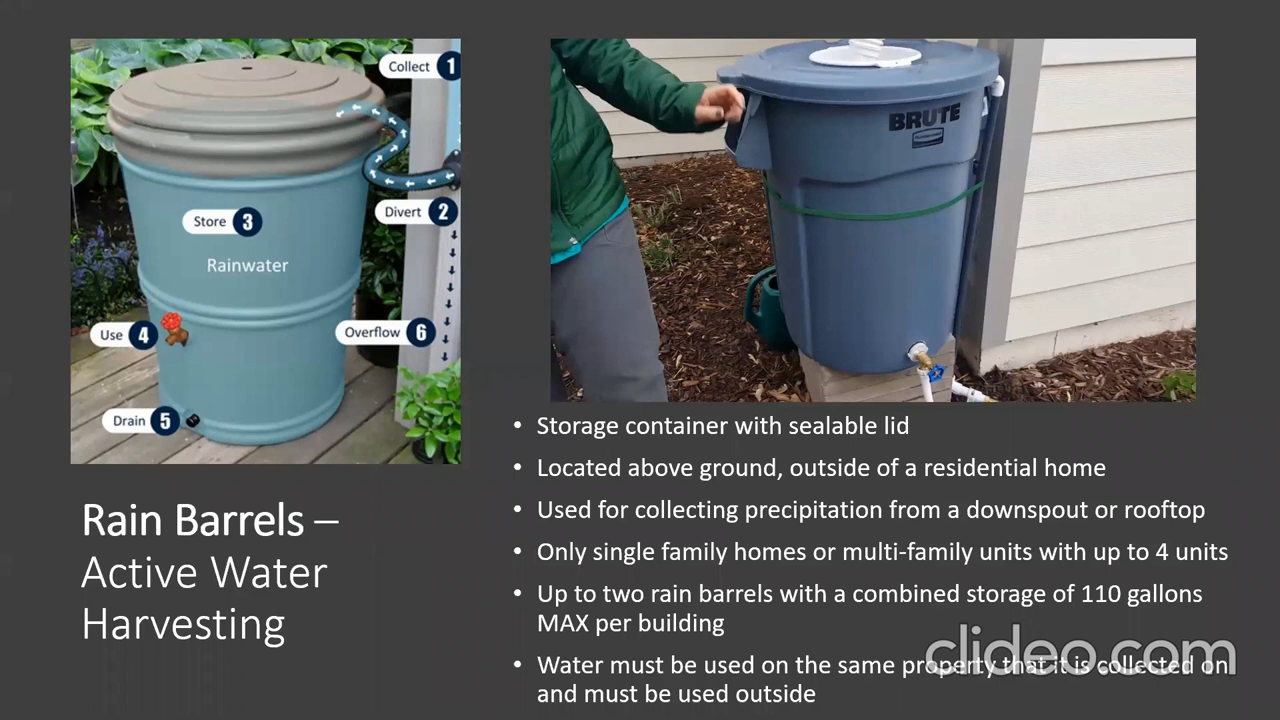 Collect 1
Divert 2
Store 3
Rainwater
Use 4
Overflow 6
Drain 5
BRUTE
Rain Barrels –
Active Water
Harvesting
• Storage container with sealable lid
• Located above ground, outside of a residential home
• Used for collecting precipitation from a downspout or rooftop
• Only single family homes or multi-family units with up to 4 units
• Up to two rain barrels with a combined storage of 110 gallons
MAX per building
• Water must be used on the same property that it is collected on
and must be used outside
clideo.com